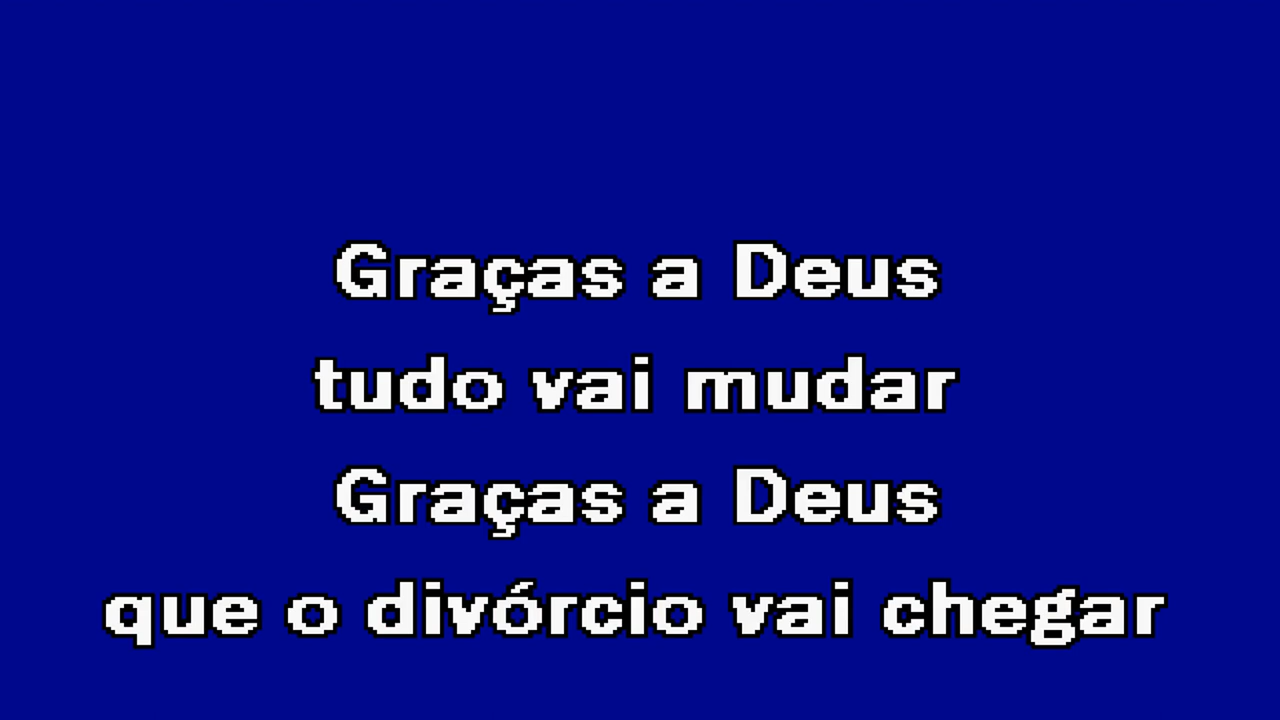 Graças a Deus
tudo vai mudar
Graças a Deus
que o divórcio vai chegar